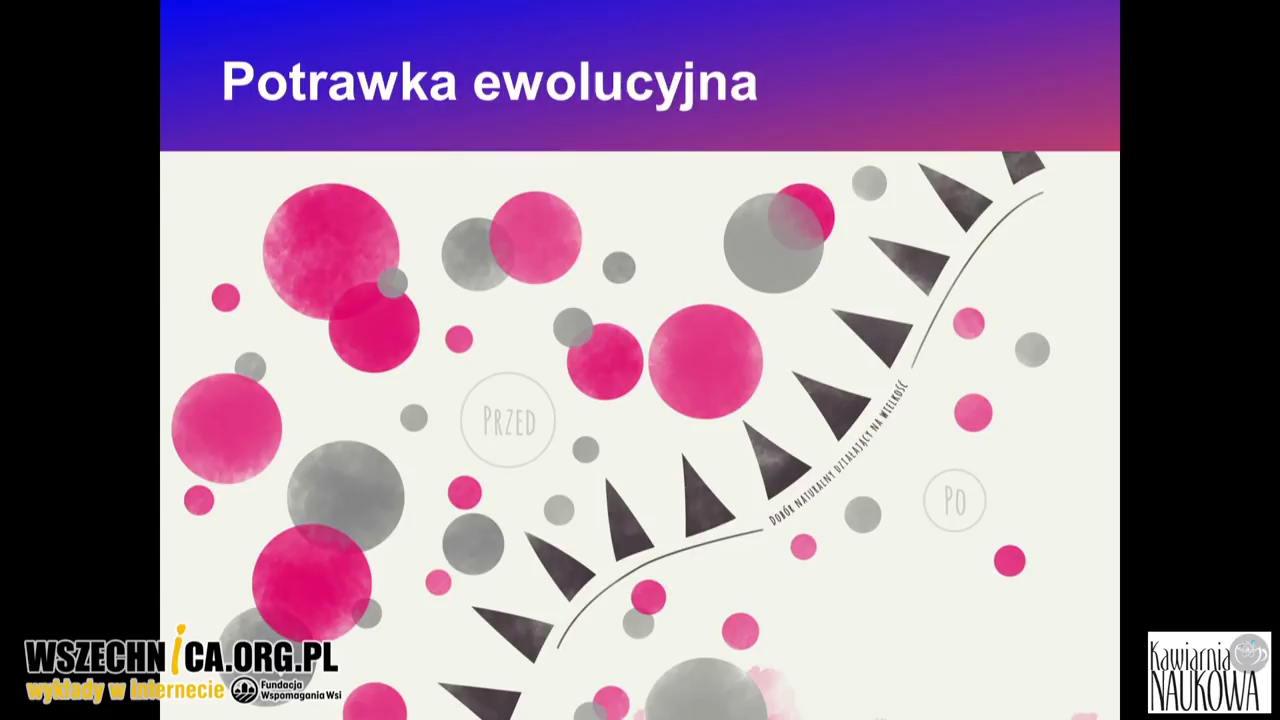 Potrawka ewolucyjna
Przed
Dobór naturalny działający na wielkość
Po
WSZECHNICA.ORG.PL
wykłady w Internecie
Fundacja
Wspomagania Wsi
Kawiarnia
NAUKOWA